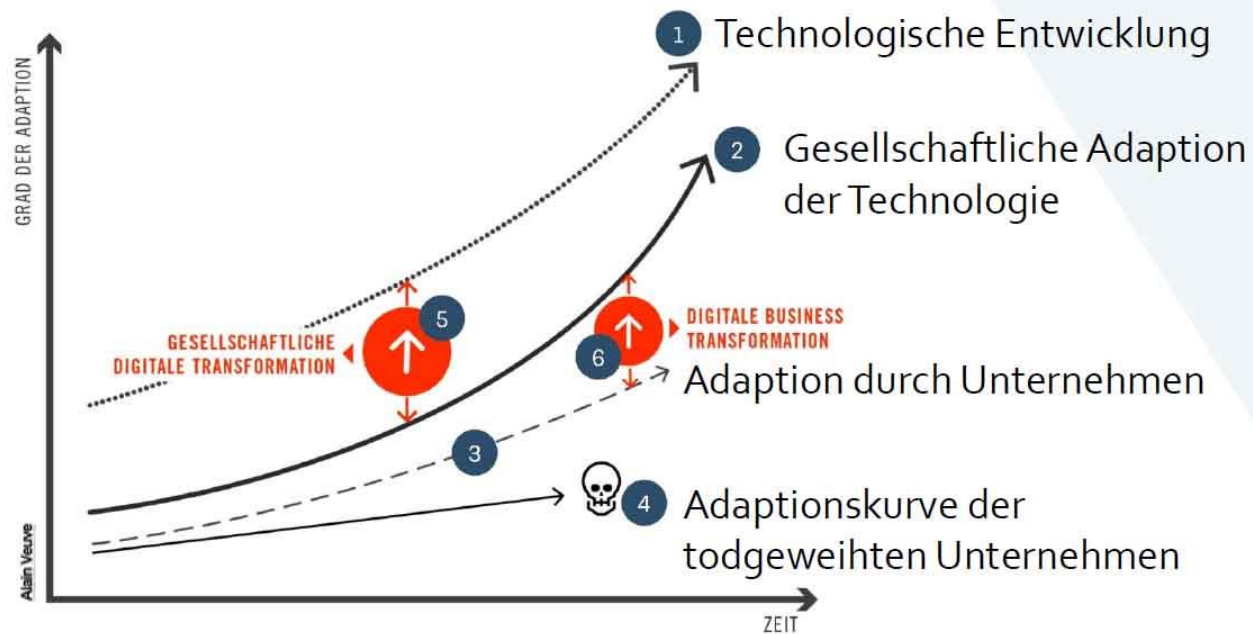 1 Technologische Entwicklung
GRAD DER ADAPTION
2 Gesellschaftliche Adaption
der Technologie
5
GESELLSCHAFTLICHE
DIGITALE TRANSFORMATION
DIGITALE BUSINESS
TRANSFORMATION
6
Adaption durch Unternehmen
3
4 Adaptionskurve der
todgeweihten Unternehmen
Alain Veuve
ZEIT